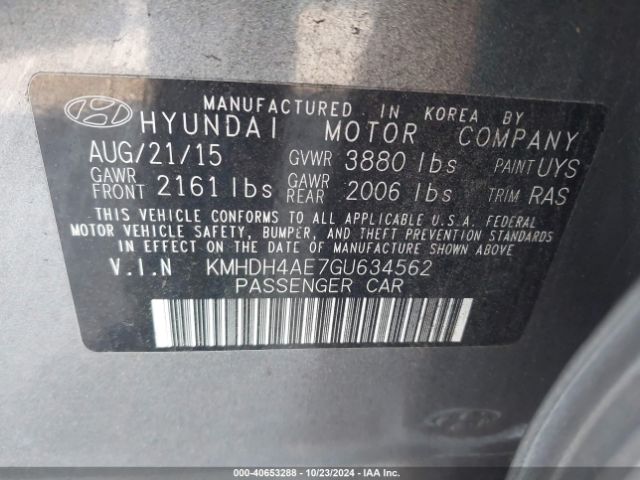 MANUFACTURED IN KOREA BY
HYUNDAI MOTOR COMPANY
AUG/21/15 GVWR 3880 lbs PAINT UYS
GAWR FRONT 2161 lbs GAWR REAR 2006 lbs TRIM RAS
THIS VEHICLE CONFORMS TO ALL APPLICABLE U.S.A. FEDERAL
MOTOR VEHICLE SAFETY, BUMPER, AND THEFT PREVENTION STANDARDS
IN EFFECT ON THE DATE OF MANUFACTURE SHOWN ABOVE
V.I.N KMHDH4AE7GU634562
PASSENGER CAR
000-40653288 - 10/23/2024 - IAA Inc.